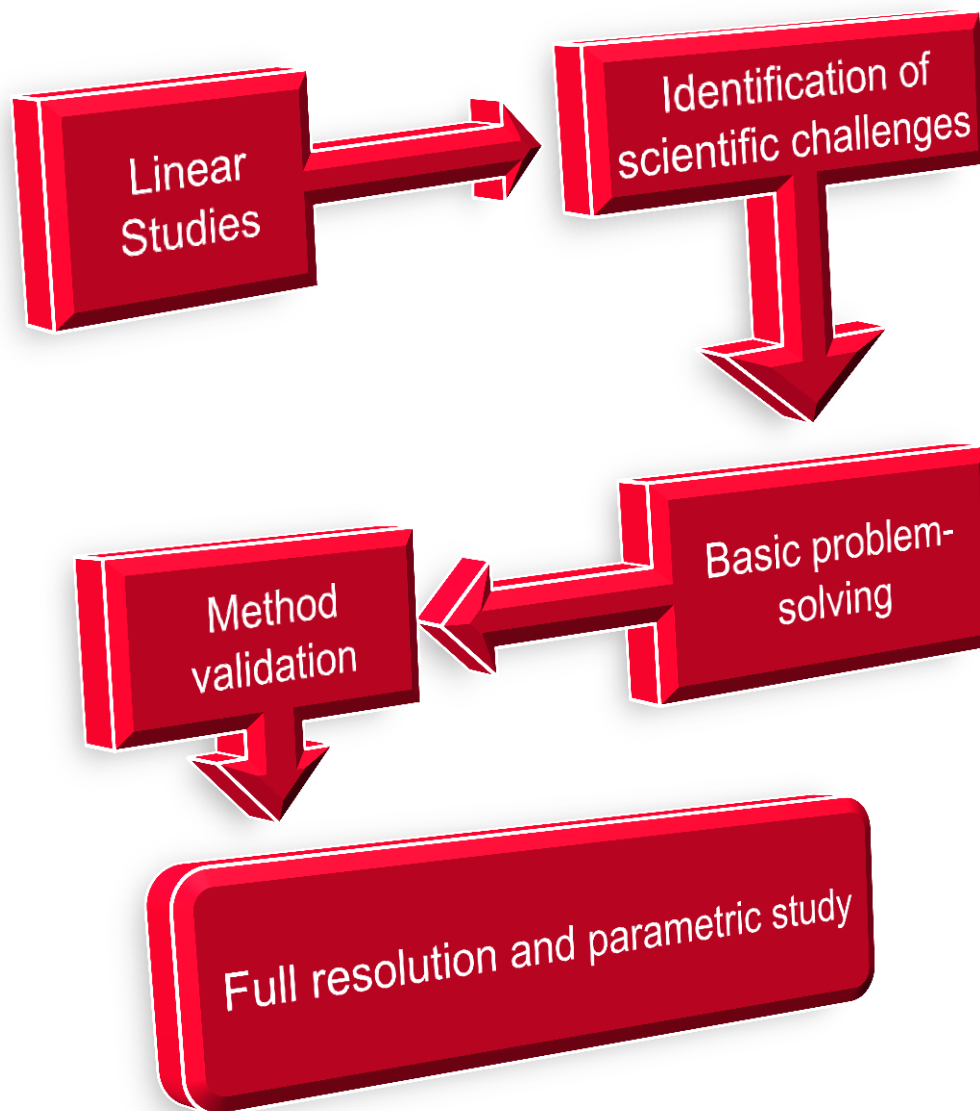 Linear
Studies
Identification of
scientific challenges
Basic problem-
solving
Method
validation
Full resolution and parametric study